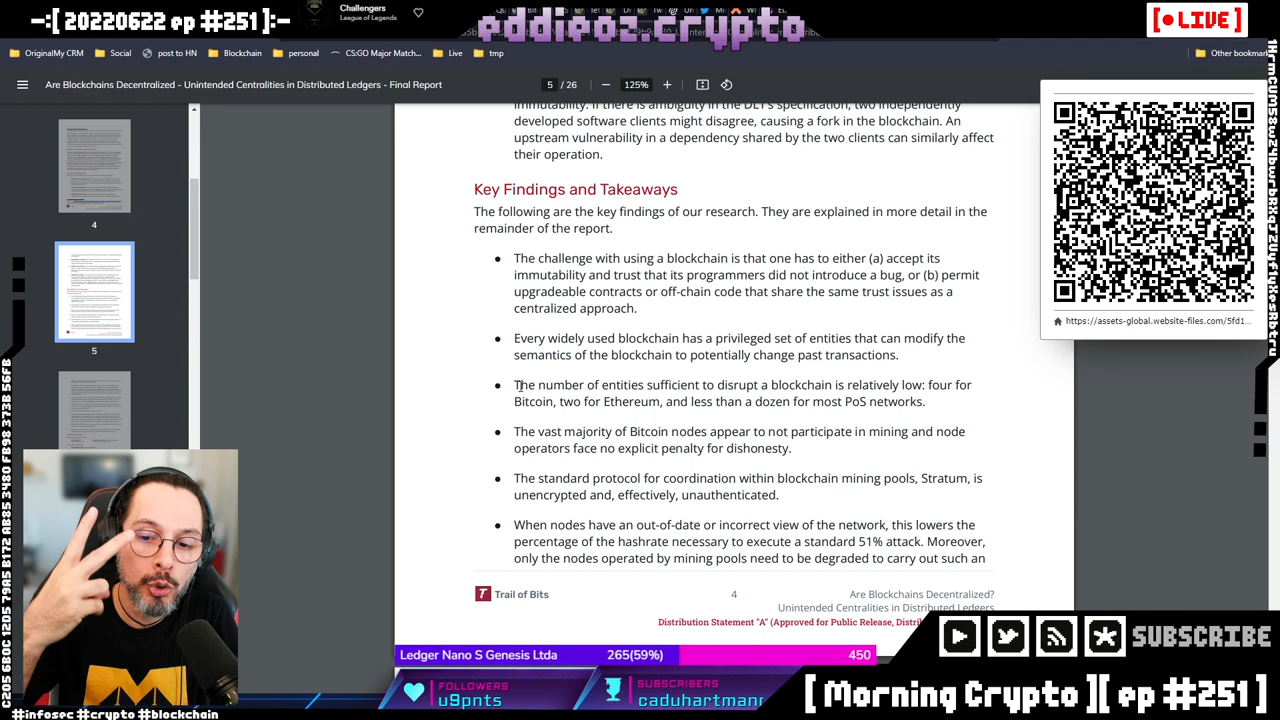 -:[ 20220622 ep #251 ]:-
Challengers
League of Legends
eddieoz.crypto
[ ● LIVE ]
OriginalMy CRM
Social
post to HN
Blockchain
personal
CS:GO Major Match...
Live
tmp
Other bookmar
Are Blockchains Decentralized - Unintended Centralities in Distributed Ledgers - Final Report
5 / 26
125%
4
5
immutability. If there is ambiguity in the DLT's specification, two independently
developed software clients might disagree, causing a fork in the blockchain. An
upstream vulnerability in a dependency shared by the two clients can similarly affect
their operation.
Key Findings and Takeaways
The following are the key findings of our research. They are explained in more detail in the
remainder of the report.
● The challenge with using a blockchain is that one has to either (a) accept its
immutability and trust that its programmers did not introduce a bug, or (b) permit
upgradeable contracts or off-chain code that share the same trust issues as a
centralized approach.
● Every widely used blockchain has a privileged set of entities that can modify the
semantics of the blockchain to potentially change past transactions.
● The number of entities sufficient to disrupt a blockchain is relatively low: four for
Bitcoin, two for Ethereum, and less than a dozen for most PoS networks.
● The vast majority of Bitcoin nodes appear to not participate in mining and node
operators face no explicit penalty for dishonesty.
● The standard protocol for coordination within blockchain mining pools, Stratum, is
unencrypted and, effectively, unauthenticated.
● When nodes have an out-of-date or incorrect view of the network, this lowers the
percentage of the hashrate necessary to execute a standard 51% attack. Moreover,
only the nodes operated by mining pools need to be degraded to carry out such an
Trail of Bits
4
Are Blockchains Decentralized?
Unintended Centralities in Distributed Ledgers
Distribution Statement "A" (Approved for Public Release, Distri
https://assets-global.website-files.com/5fd1...
SUBSCRIBE
Ledger Nano S Genesis Ltda
265(59%)
450
FOLLOWERS
u9pnts
SUBSCRIBERS
caduhartmann
[ Morning Crypto ][ ep #251 ]
#crypto #blockchain